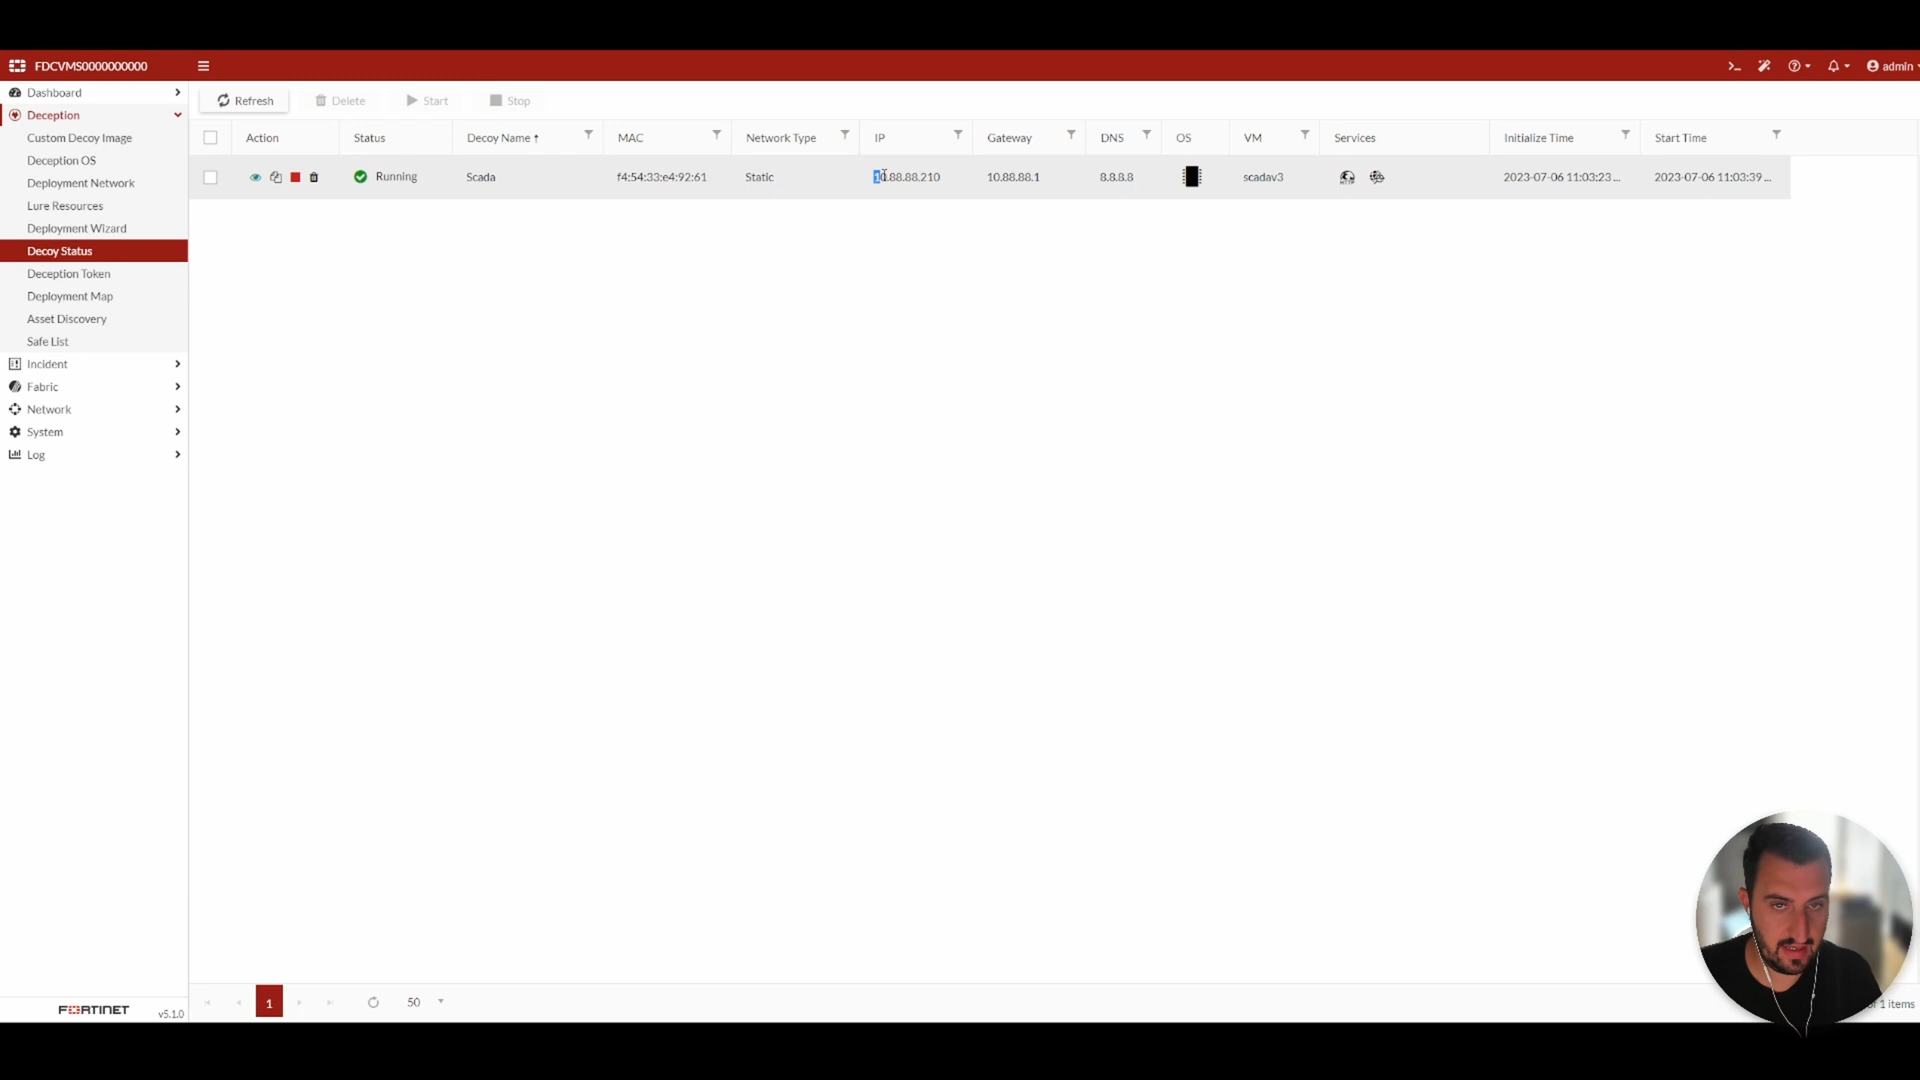 FDCVMS0000000000
>_ admin
Dashboard
Deception
Custom Decoy Image
Deception OS
Deployment Network
Lure Resources
Deployment Wizard
Decoy Status
Deception Token
Deployment Map
Asset Discovery
Safe List
Incident
Fabric
Network
System
Log
FORTINET v5.1.0
Refresh Delete Start Stop
Action Status Decoy Name ↑ MAC Network Type IP Gateway DNS OS VM Services Initialize Time Start Time
Running Scada f4:54:33:e4:92:61 Static 10.88.88.210 10.88.88.1 8.8.8.8 scadav3 HTTP 2023-07-06 11:03:23 ... 2023-07-06 11:03:39 ...
1 50 1 items